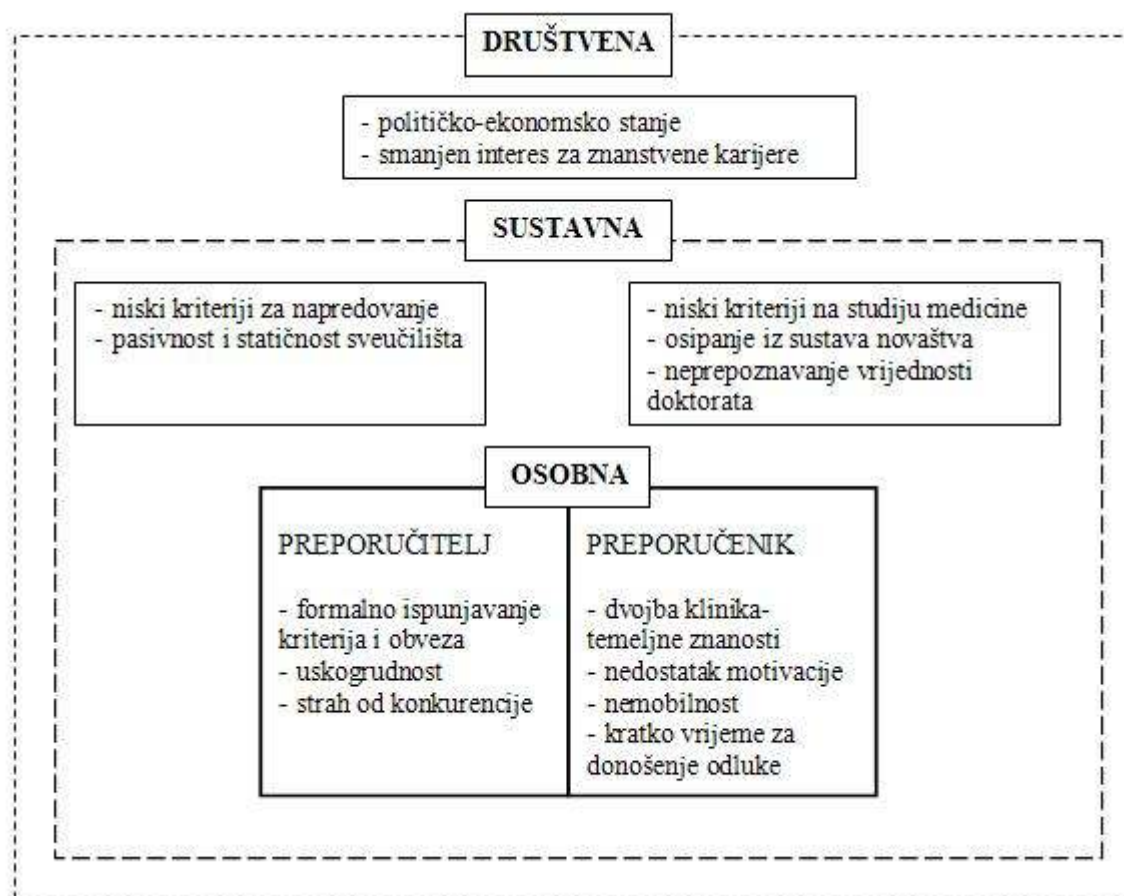 DRUŠTVENA
- političko-ekonomsko stanje
- smanjen interes za znanstvene karijere
SUSTAVNA
- niski kriteriji za napredovanje
- pasivnost i statičnost sveučilišta
- niski kriteriji na studiju medicine
- osipanje iz sustava novaštva
- neprepoznavanje vrijednosti
doktorata
OSOBNA
PREPORUČITELJ
- formalno ispunjavanje
kriterija i obveza
- uskogrudnost
- strah od konkurencije
PREPORUČENIK
- dvojba klinika-
temeljne znanosti
- nedostatak motivacije
- nemobilnost
- kratko vrijeme za
donošenje odluke